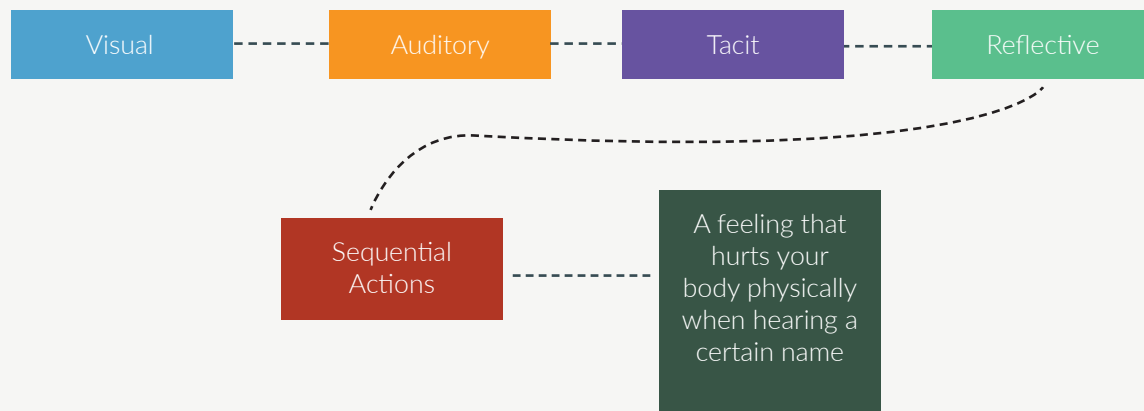 Visual
Auditory
Tacit
Reflective
Sequential
Actions
A feeling that
hurts your
body physically
when hearing a
certain name